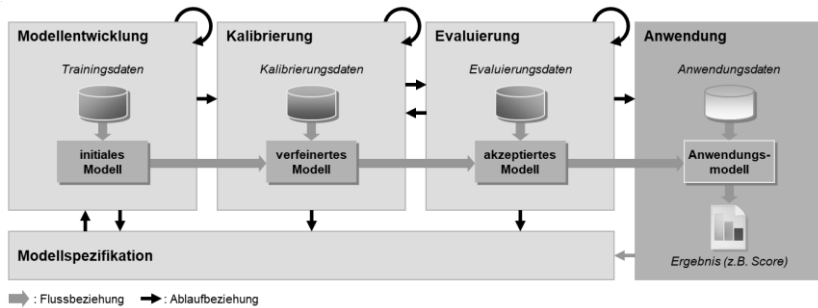 Modellentwicklung
Kalibrierung
Evaluierung
Anwendung
Trainingsdaten
Kalibrierungsdaten
Evaluierungsdaten
Anwendungsdaten
initiales
Modell
verfeinertes
Modell
akzeptiertes
Modell
Anwendungs-
modell
Modellspezifikation
Ergebnis (z.B. Score)
: Flussbeziehung
: Ablaufbeziehung